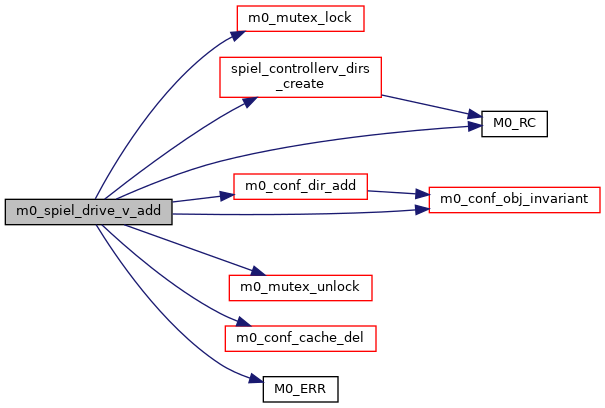 m0_mutex_lock
spiel_controllerv_dirs
_create
M0_RC
m0_conf_dir_add
m0_conf_obj_invariant
m0_spiel_drive_v_add
m0_mutex_unlock
m0_conf_cache_del
M0_ERR